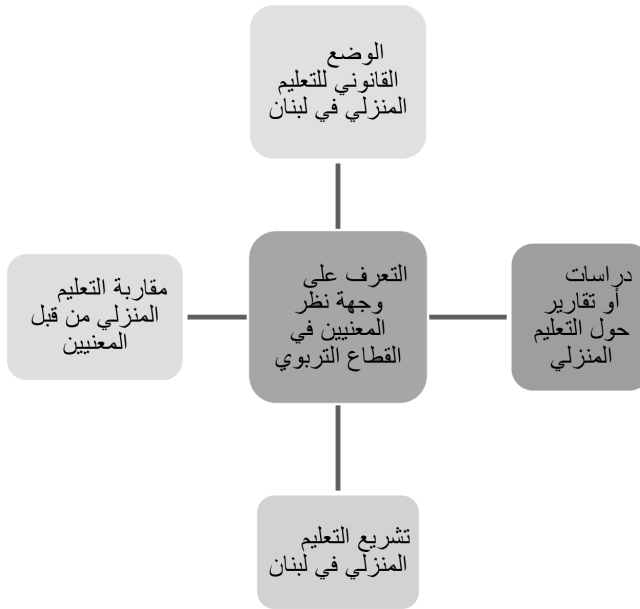 الوضع
القانوني للتعليم
المنزلي في لبنان
دراسات
أو تقارير
حول التعليم
المنزلي
التعرف على
وجهة نظر
المعنيين في
القطاع التربوي
مقاربة التعليم
المنزلي من قبل
المعنيين
تشريع التعليم
المنزلي في لبنان